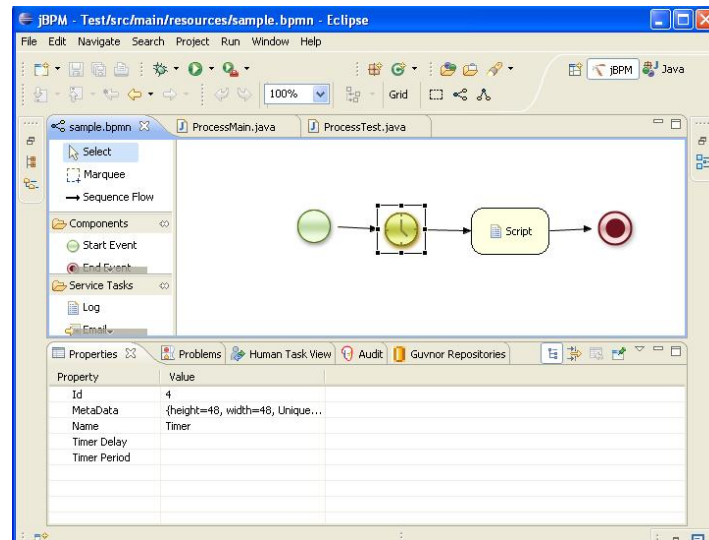 jBPM - Test/src/main/resources/sample.bpmn - Eclipse
File Edit Navigate Search Project Run Window Help
jBPM Java
100% Grid
sample.bpmn ProcessMain.java ProcessTest.java
Select
Marquee
Sequence Flow
Components
Start Event
End Event
Service Tasks
Log
Email
Script
Properties Problems Human Task View Audit Guvnor Repositories
Property Value
Id 4
MetaData {height=48, width=48, Unique...
Name Timer
Timer Delay
Timer Period